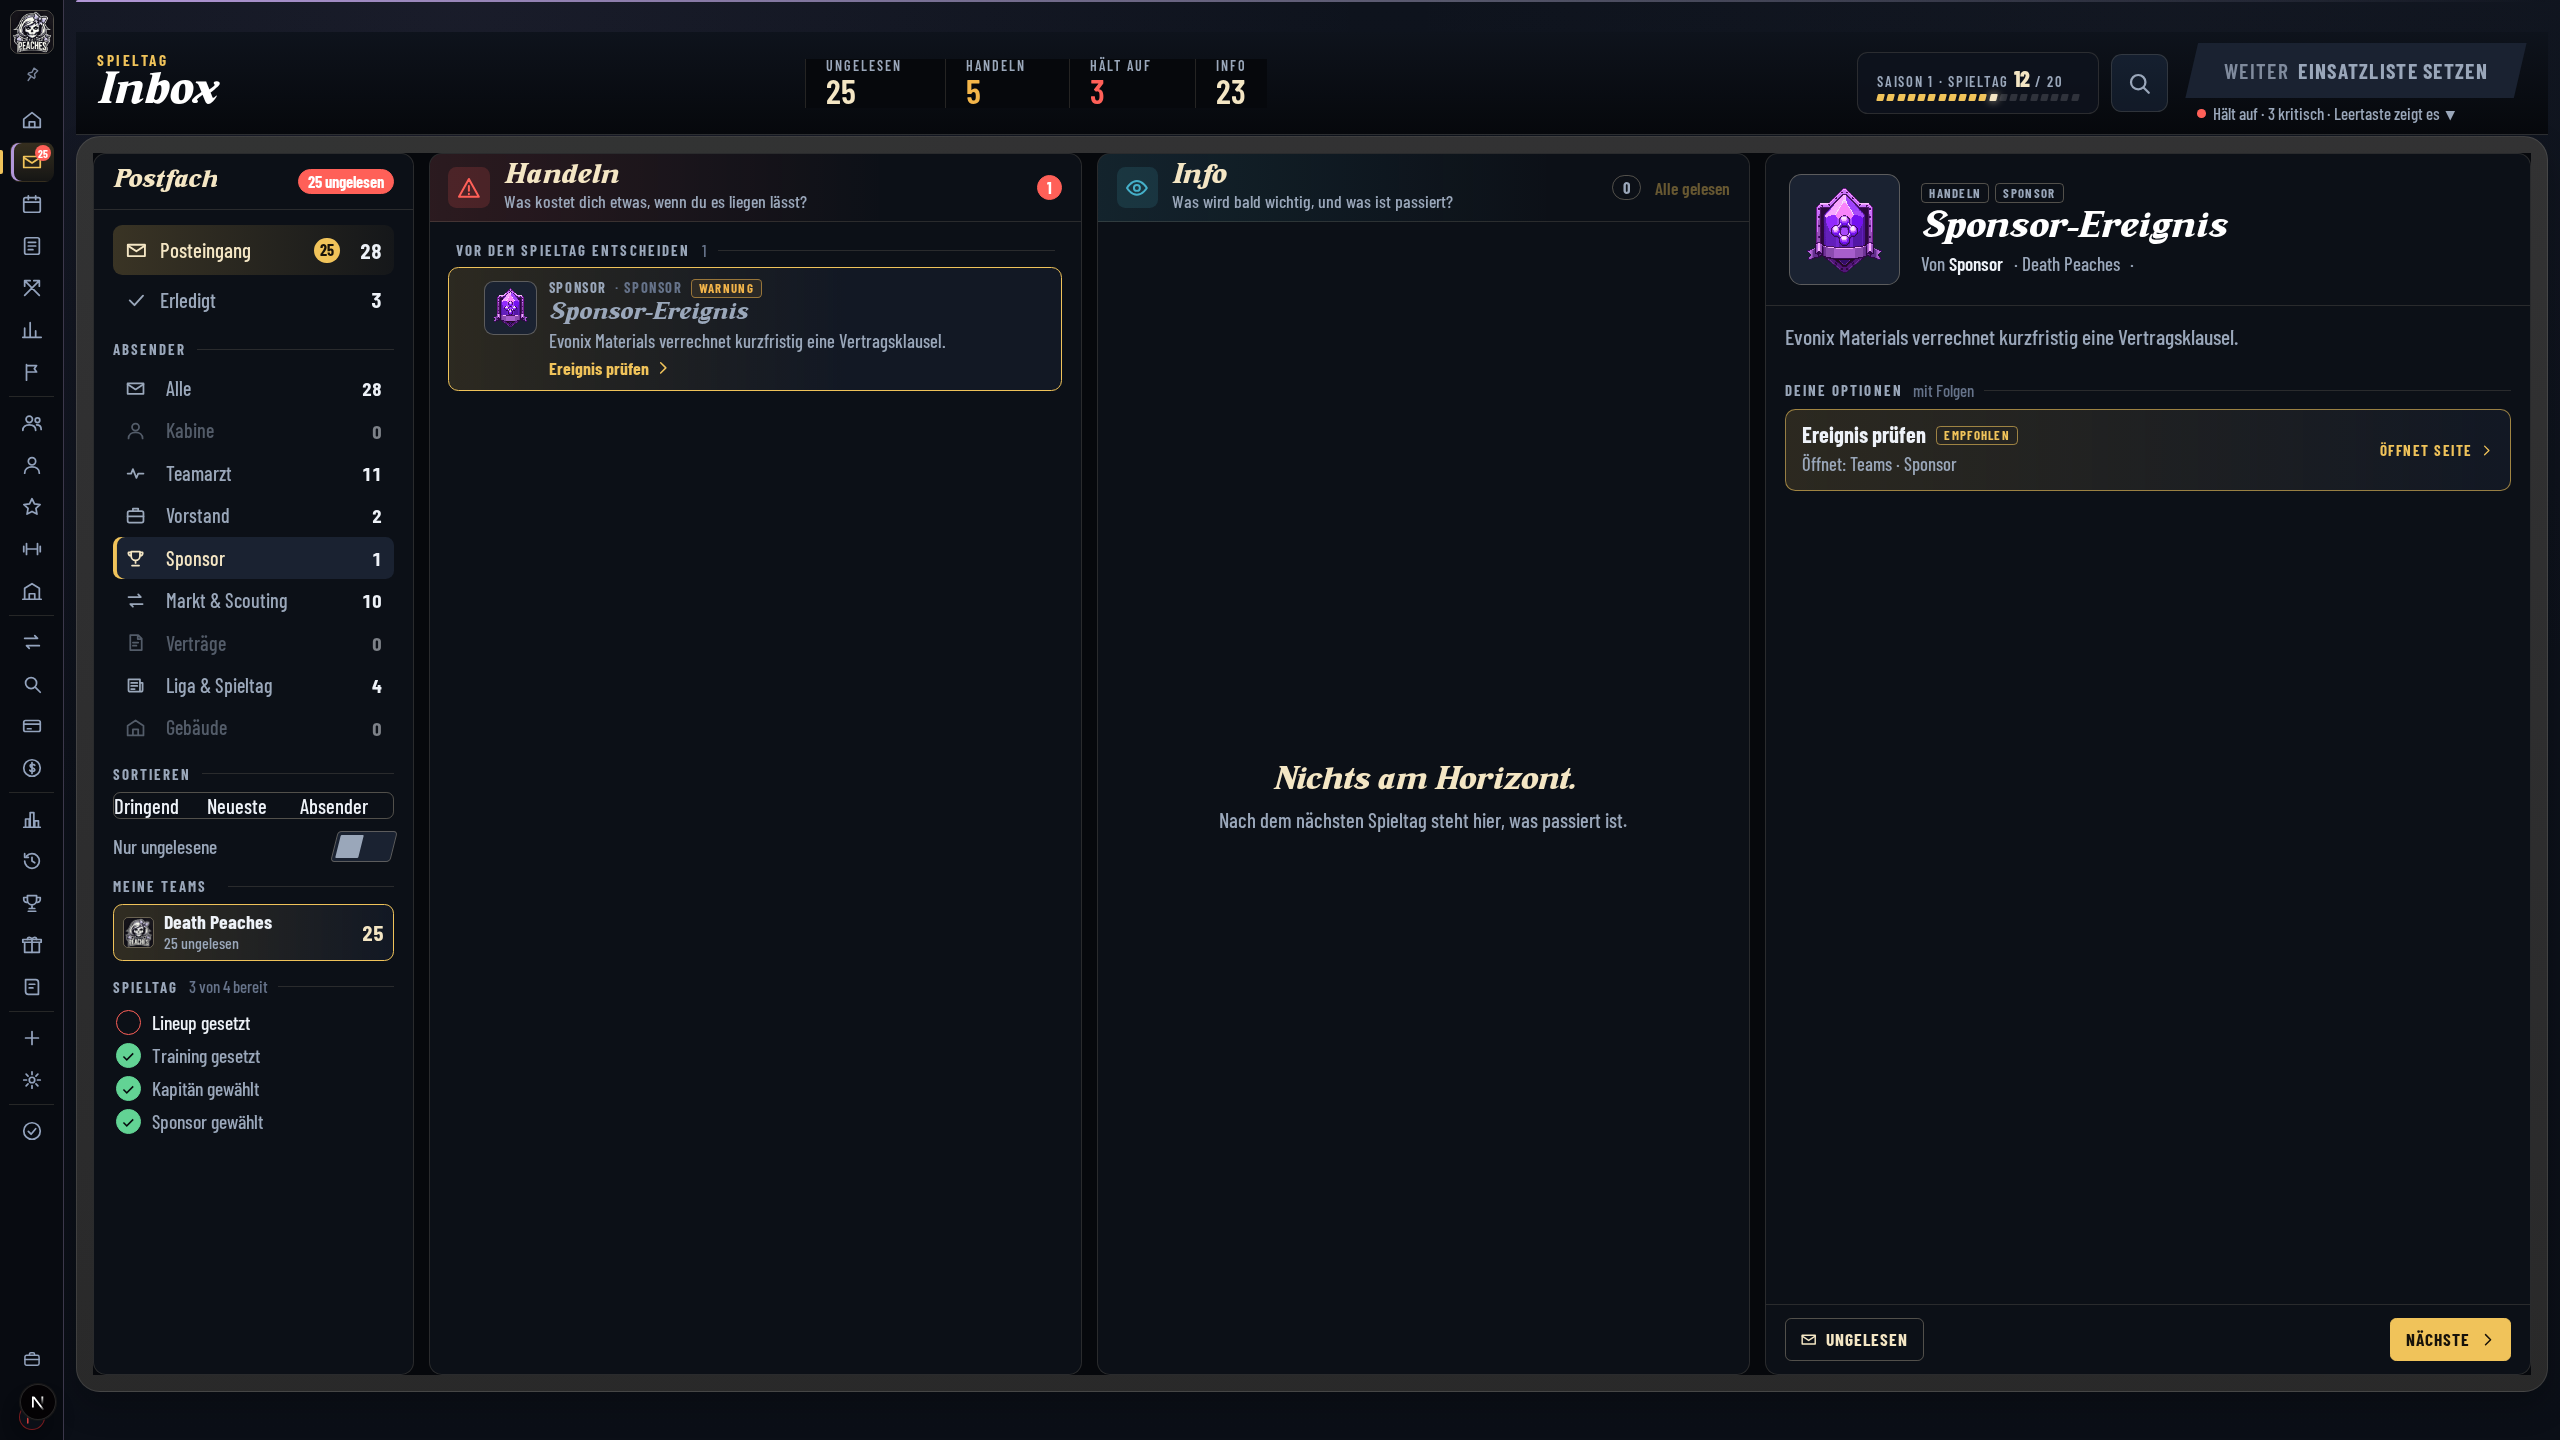 PEACHES
SPIELTAG
Inbox
UNGELESEN
25
HANDELN
5
HÄLT AUF
3
INFO
23
SAISON 1 · SPIELTAG 12 / 20
WEITER EINSATZLISTE SETZEN
Hält auf · 3 kritisch · Leertaste zeigt es ▼
25
Postfach
25 ungelesen
Posteingang 25 28
Erledigt 3
ABSENDER
Alle 28
Kabine 0
Teamarzt 11
Vorstand 2
Sponsor 1
Markt & Scouting 10
Verträge 0
Liga & Spieltag 4
Gebäude 0
SORTIEREN
Dringend Neueste Absender
Nur ungelesene
MEINE TEAMS
PEACHES
Death Peaches
25 ungelesen
25
SPIELTAG 3 von 4 bereit
Lineup gesetzt
Training gesetzt
Kapitän gewählt
Sponsor gewählt
Handeln
Was kostet dich etwas, wenn du es liegen lässt?
1
VOR DEM SPIELTAG ENTSCHEIDEN 1
SPONSOR · SPONSOR WARNUNG
Sponsor-Ereignis
Evonix Materials verrechnet kurzfristig eine Vertragsklausel.
Ereignis prüfen
Info
Was wird bald wichtig, und was ist passiert?
0 Alle gelesen
Nichts am Horizont.
Nach dem nächsten Spieltag steht hier, was passiert ist.
HANDELN SPONSOR
Sponsor-Ereignis
Von Sponsor · Death Peaches ·
Evonix Materials verrechnet kurzfristig eine Vertragsklausel.
DEINE OPTIONEN mit Folgen
Ereignis prüfen EMPFOHLEN
Öffnet: Teams · Sponsor
ÖFFNET SEITE
UNGELESEN
NÄCHSTE
N